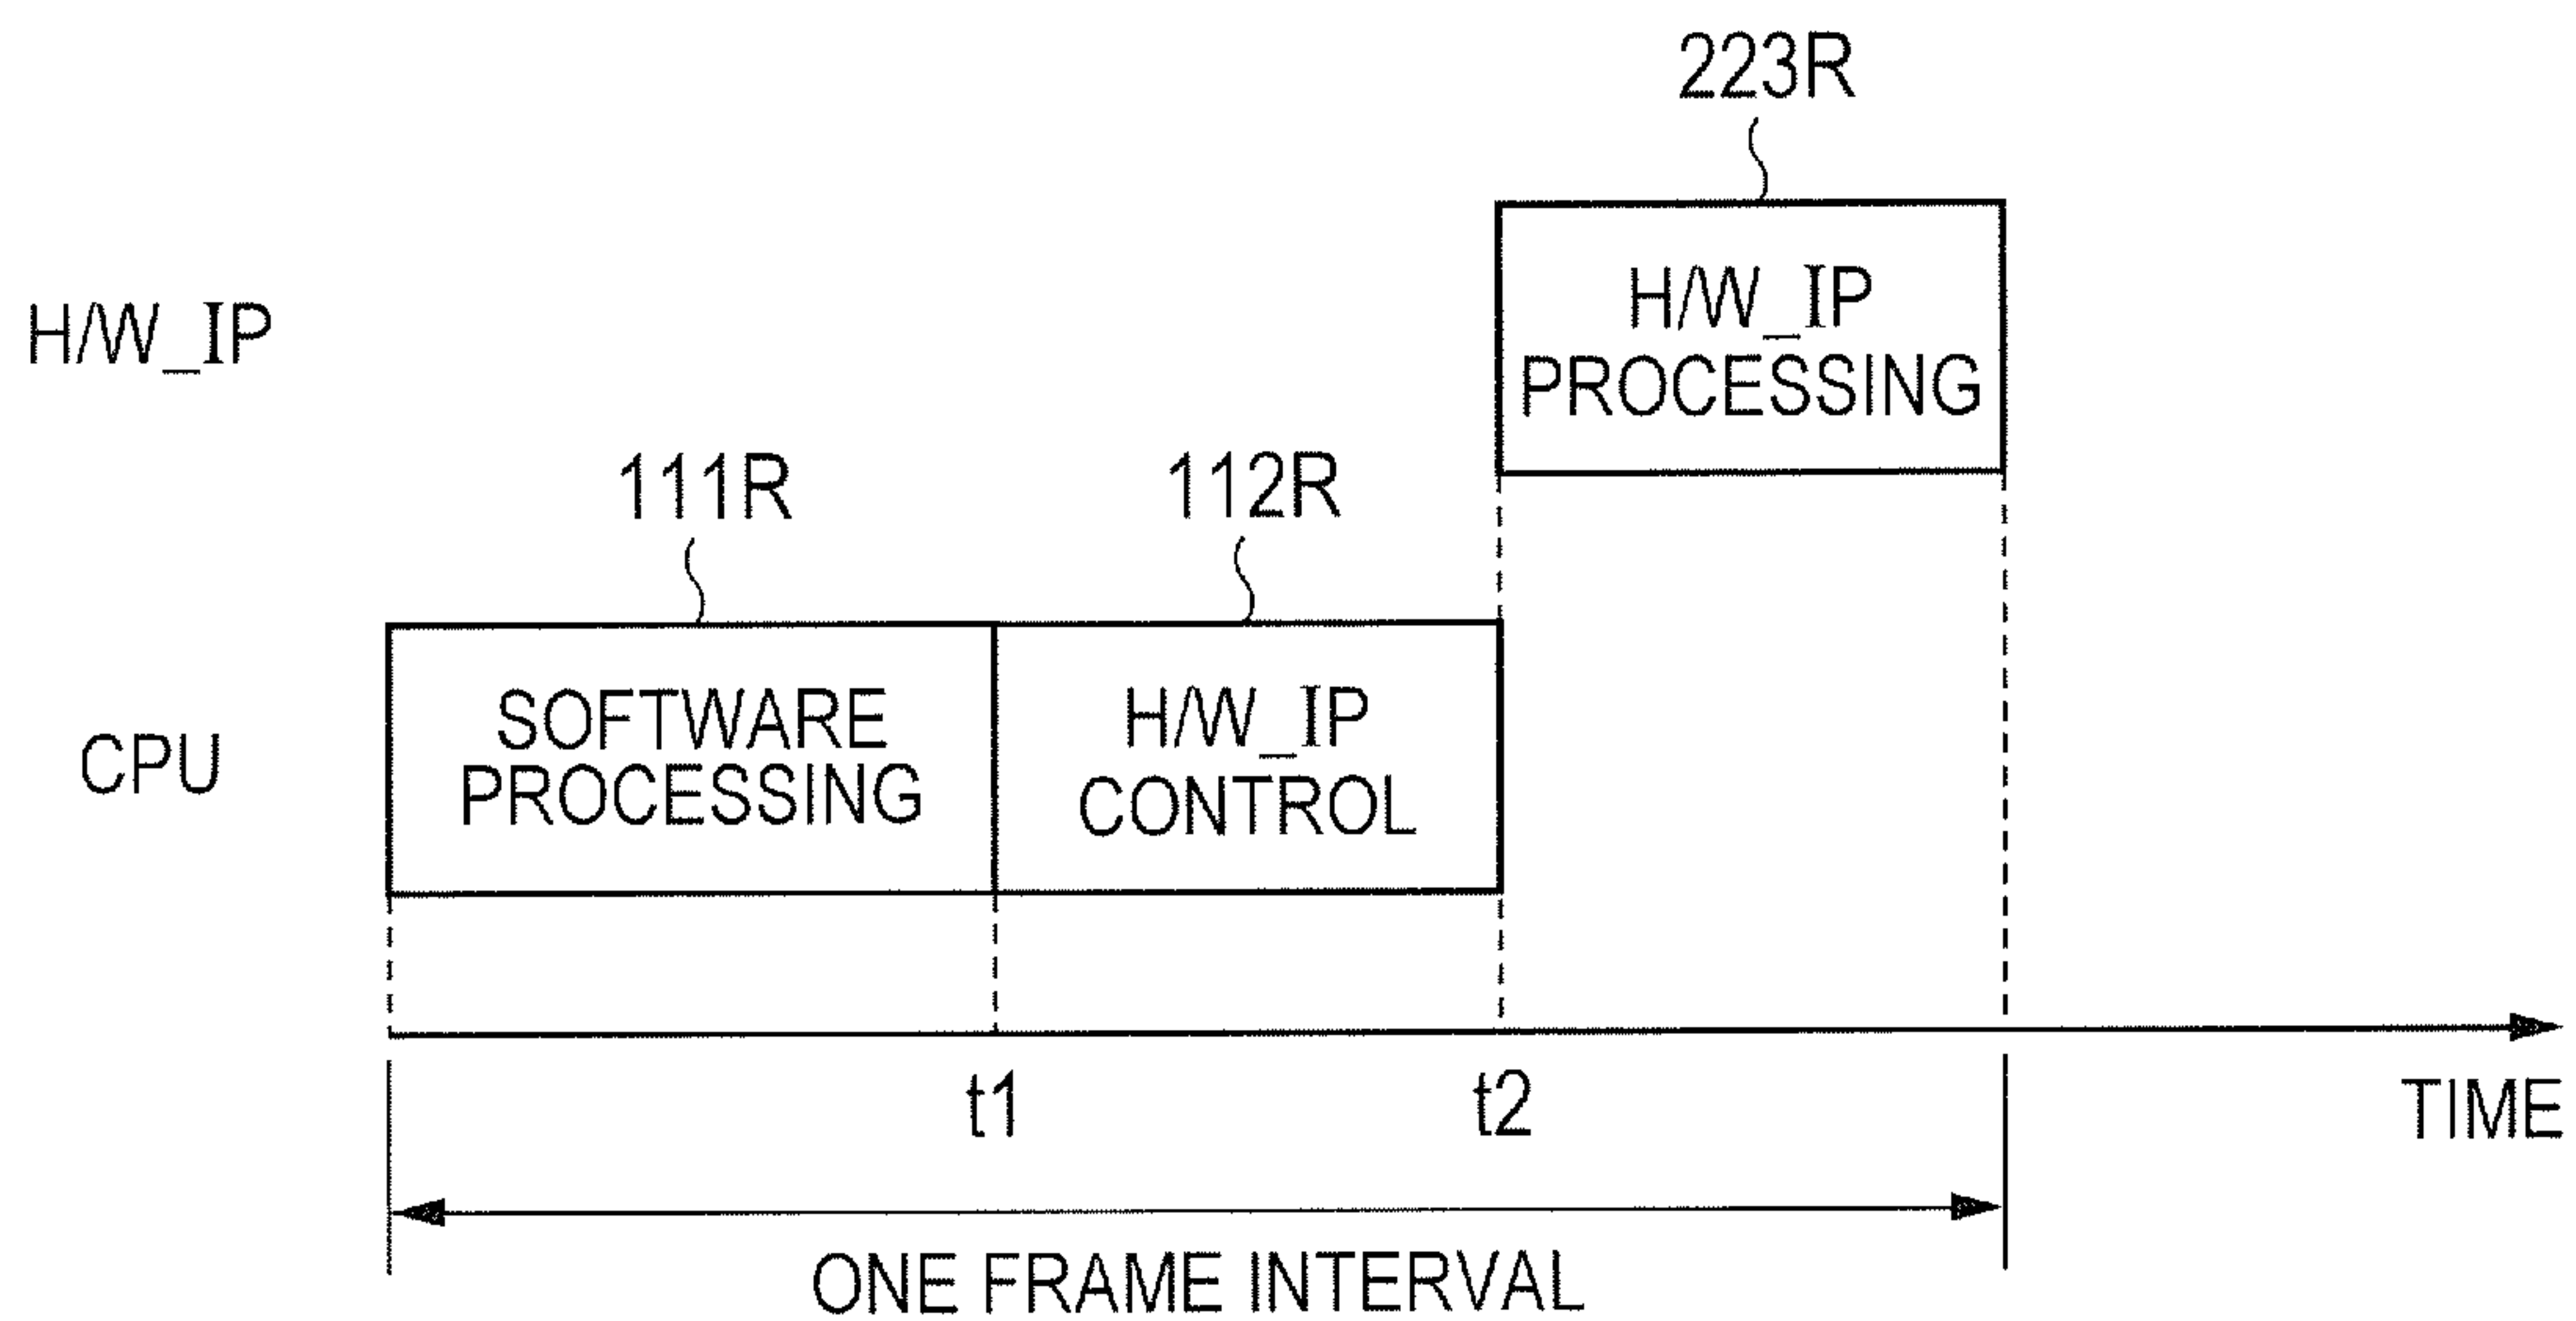 223R
H/W_IP
H/W_IP
PROCESSING
111R
112R
CPU
SOFTWARE
PROCESSING
H/W_IP
CONTROL
t1
t2
TIME
ONE FRAME INTERVAL